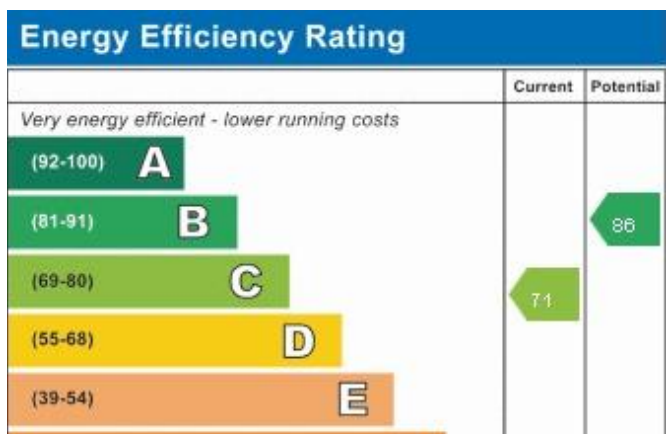 Energy Efficiency Rating
Current Potential
Very energy efficient - lower running costs
(92-100) A
(81-91) B
86
(69-80) C
71
(55-68) D
(39-54) E